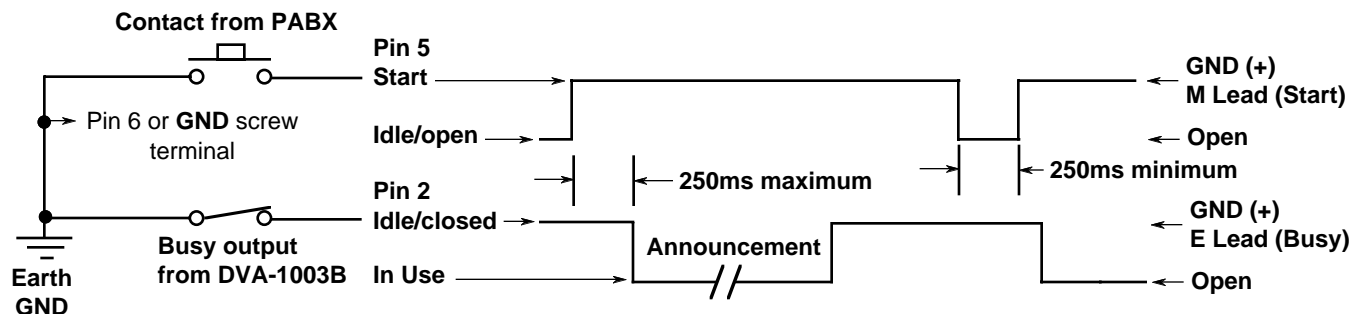 Contact from PABX
Pin 5
Start
GND (+)
M Lead (Start)
Pin 6 or GND screw
terminal
Idle/open
Open
250ms maximum
250ms minimum
Pin 2
Idle/closed
GND (+)
E Lead (Busy)
Busy output
from DVA-1003B
Announcement
In Use
Open
Earth
GND